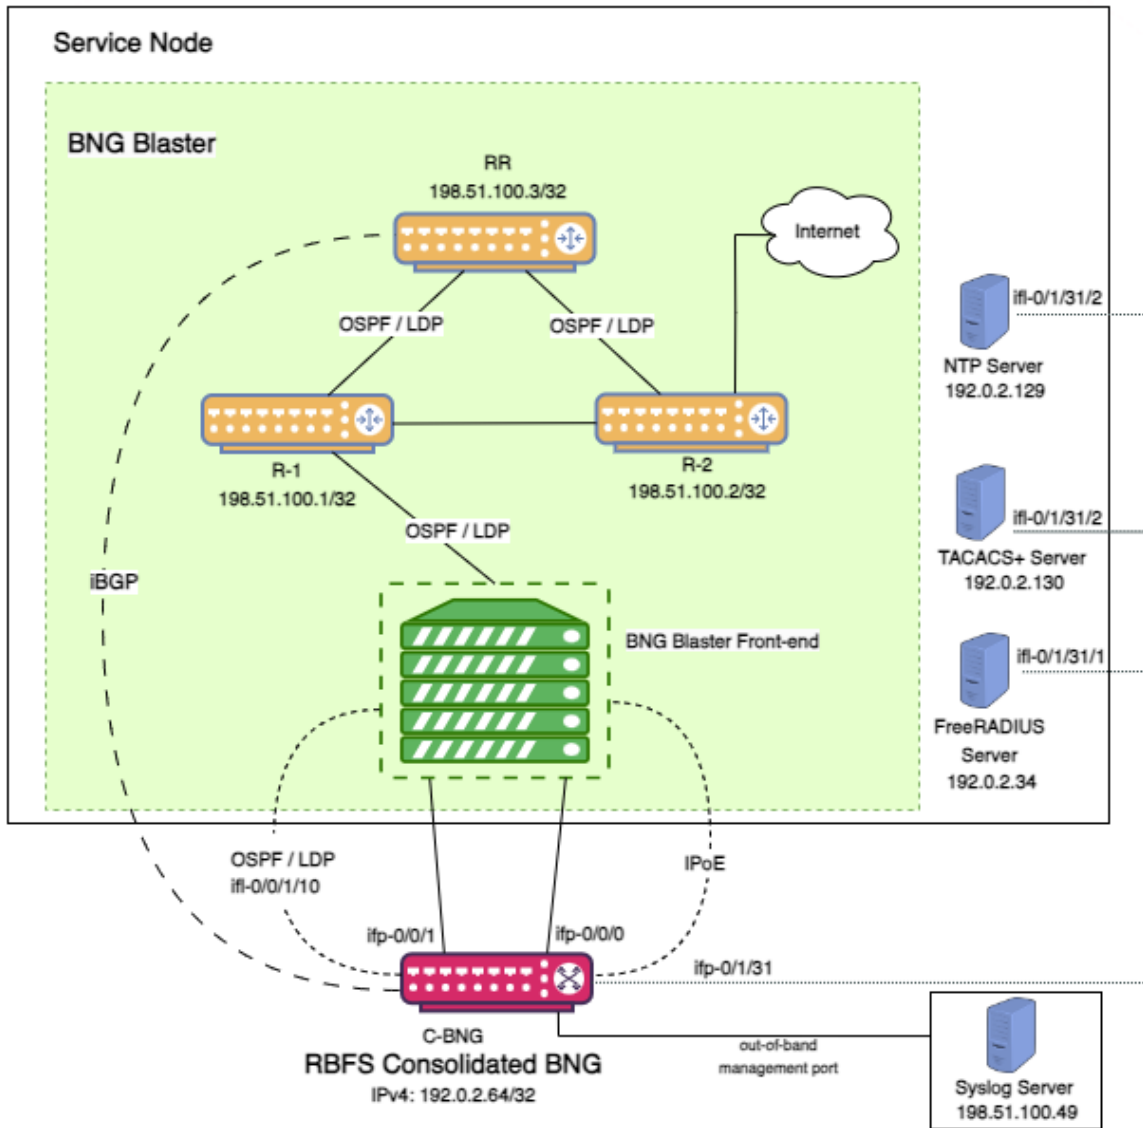 Service Node
BNG Blaster
RR
198.51.100.3/32
Internet
ifl-0/1/31/2
NTP Server
192.0.2.129
OSPF / LDP
OSPF / LDP
R-1
198.51.100.1/32
R-2
198.51.100.2/32
ifl-0/1/31/2
TACACS+ Server
192.0.2.130
OSPF / LDP
iBGP
BNG Blaster Front-end
ifl-0/1/31/1
FreeRADIUS
Server
192.0.2.34
OSPF / LDP
ifl-0/0/1/10
IPoE
ifp-0/0/1
ifp-0/0/0
ifp-0/1/31
C-BNG
RBFS Consolidated BNG
IPv4: 192.0.2.64/32
out-of-band
management port
Syslog Server
198.51.100.49